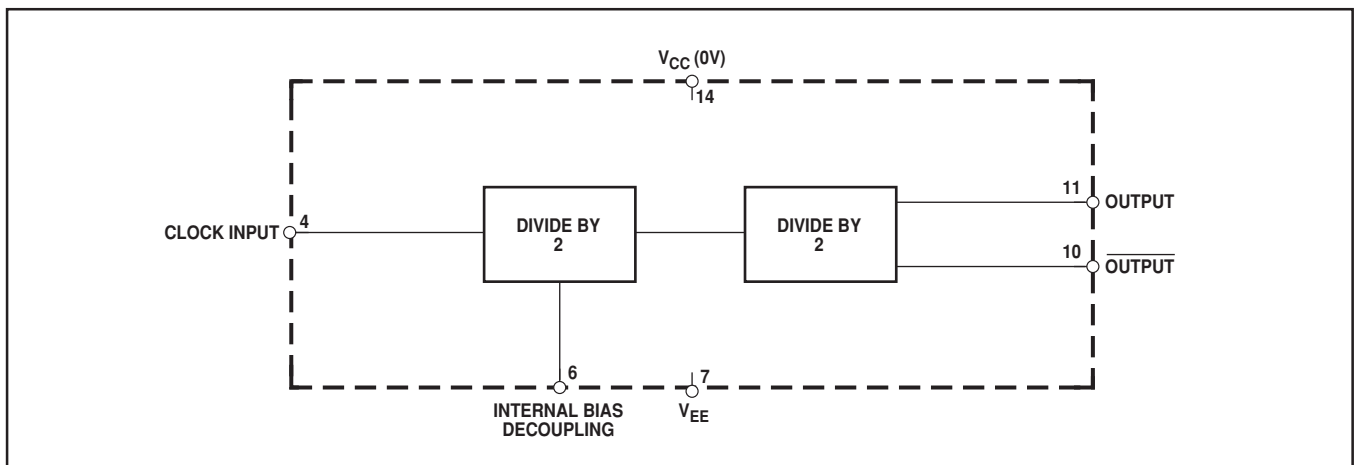 VCC (0V)
14
CLOCK INPUT
4
DIVIDE BY
2
DIVIDE BY
2
11
OUTPUT
10
OUTPUT
6
INTERNAL BIAS
DECOUPLING
7
VEE